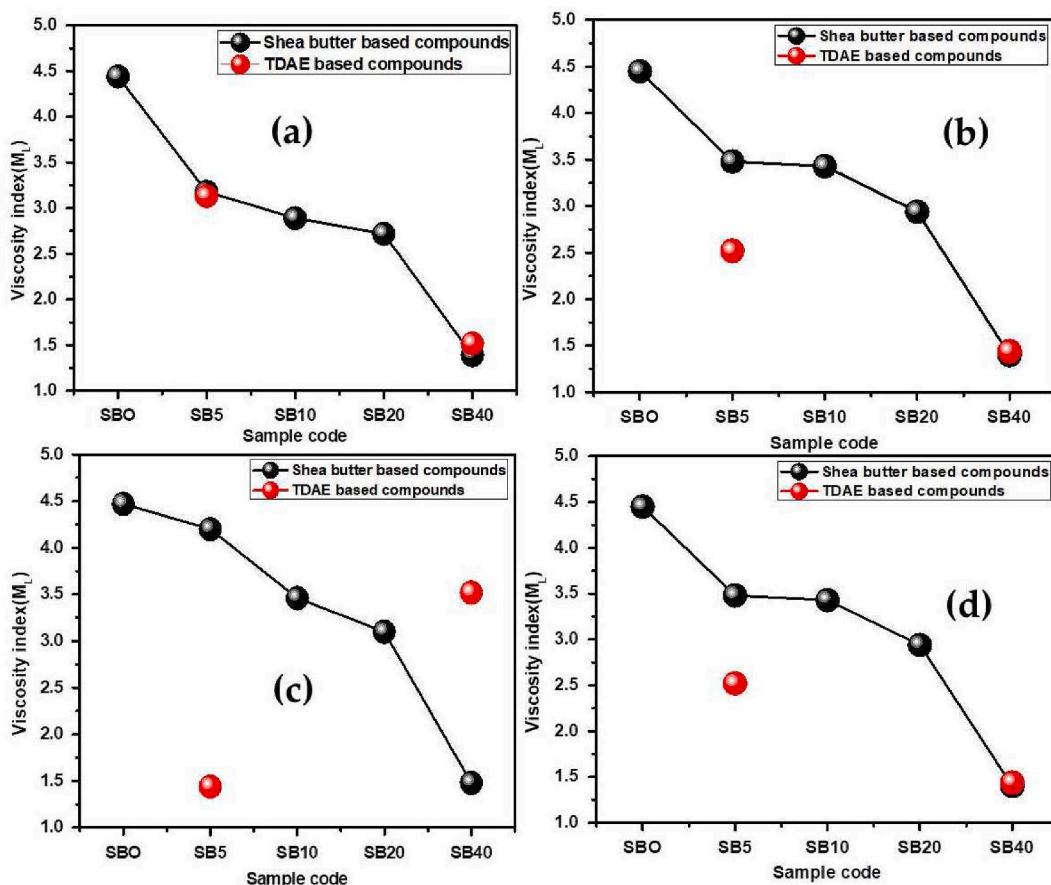 5.0
4.5
4.0
3.5
3.0
2.5
2.0
1.5
1.0
Viscosity index(M_L)
Shea butter based compounds
TDAE based compounds
(a)
SBO SB5 SB10 SB20 SB40
Sample code
5.0
4.5
4.0
3.5
3.0
2.5
2.0
1.5
1.0
Viscosity index(M_L)
Shea butter based compounds
TDAE based compounds
(b)
SBO SB5 SB10 SB20 SB40
Sample code
5.0
4.5
4.0
3.5
3.0
2.5
2.0
1.5
1.0
Viscosity index(M_L)
Shea butter based compounds
TDAE based compounds
(c)
SBO SB5 SB10 SB20 SB40
Sample code
5.0
4.5
4.0
3.5
3.0
2.5
2.0
1.5
1.0
Viscosity index(M_L)
Shea butter based compounds
TDAE based compounds
(d)
SBO SB5 SB10 SB20 SB40
Sample code